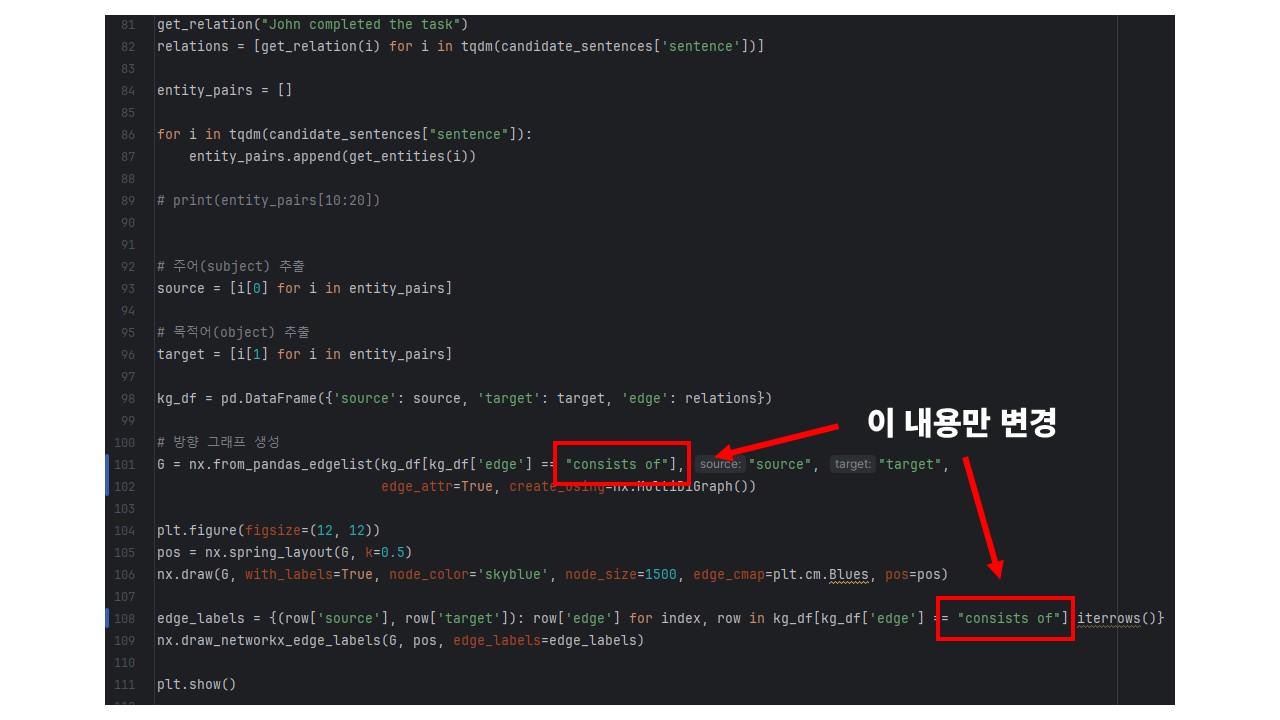 81 get_relation("John completed the task")
82 relations = [get_relation(i) for i in tqdm(candidate_sentences['sentence'])]
83
84 entity_pairs = []
85
86 for i in tqdm(candidate_sentences["sentence"]):
87     entity_pairs.append(get_entities(i))
88
89 # print(entity_pairs[10:20])
90
91
92 # 주어(subject) 추출
93 source = [i[0] for i in entity_pairs]
94
95 # 목적어(object) 추출
96 target = [i[1] for i in entity_pairs]
97
98 kg_df = pd.DataFrame({'source': source, 'target': target, 'edge': relations})
99
이 내용만 변경
100 # 방향 그래프 생성
101 G = nx.from_pandas_edgelist(kg_df[kg_df['edge'] == "consists of"], source: "source", target: "target",
102                             edge_attr=True, create_using=nx.MultiDiGraph())
103
104 plt.figure(figsize=(12, 12))
105 pos = nx.spring_layout(G, k=0.5)
106 nx.draw(G, with_labels=True, node_color='skyblue', node_size=1500, edge_cmap=plt.cm.Blues, pos=pos)
107
108 edge_labels = {(row['source'], row['target']): row['edge'] for index, row in kg_df[kg_df['edge'] == "consists of"].iterrows()}
109 nx.draw_networkx_edge_labels(G, pos, edge_labels=edge_labels)
110
111 plt.show()